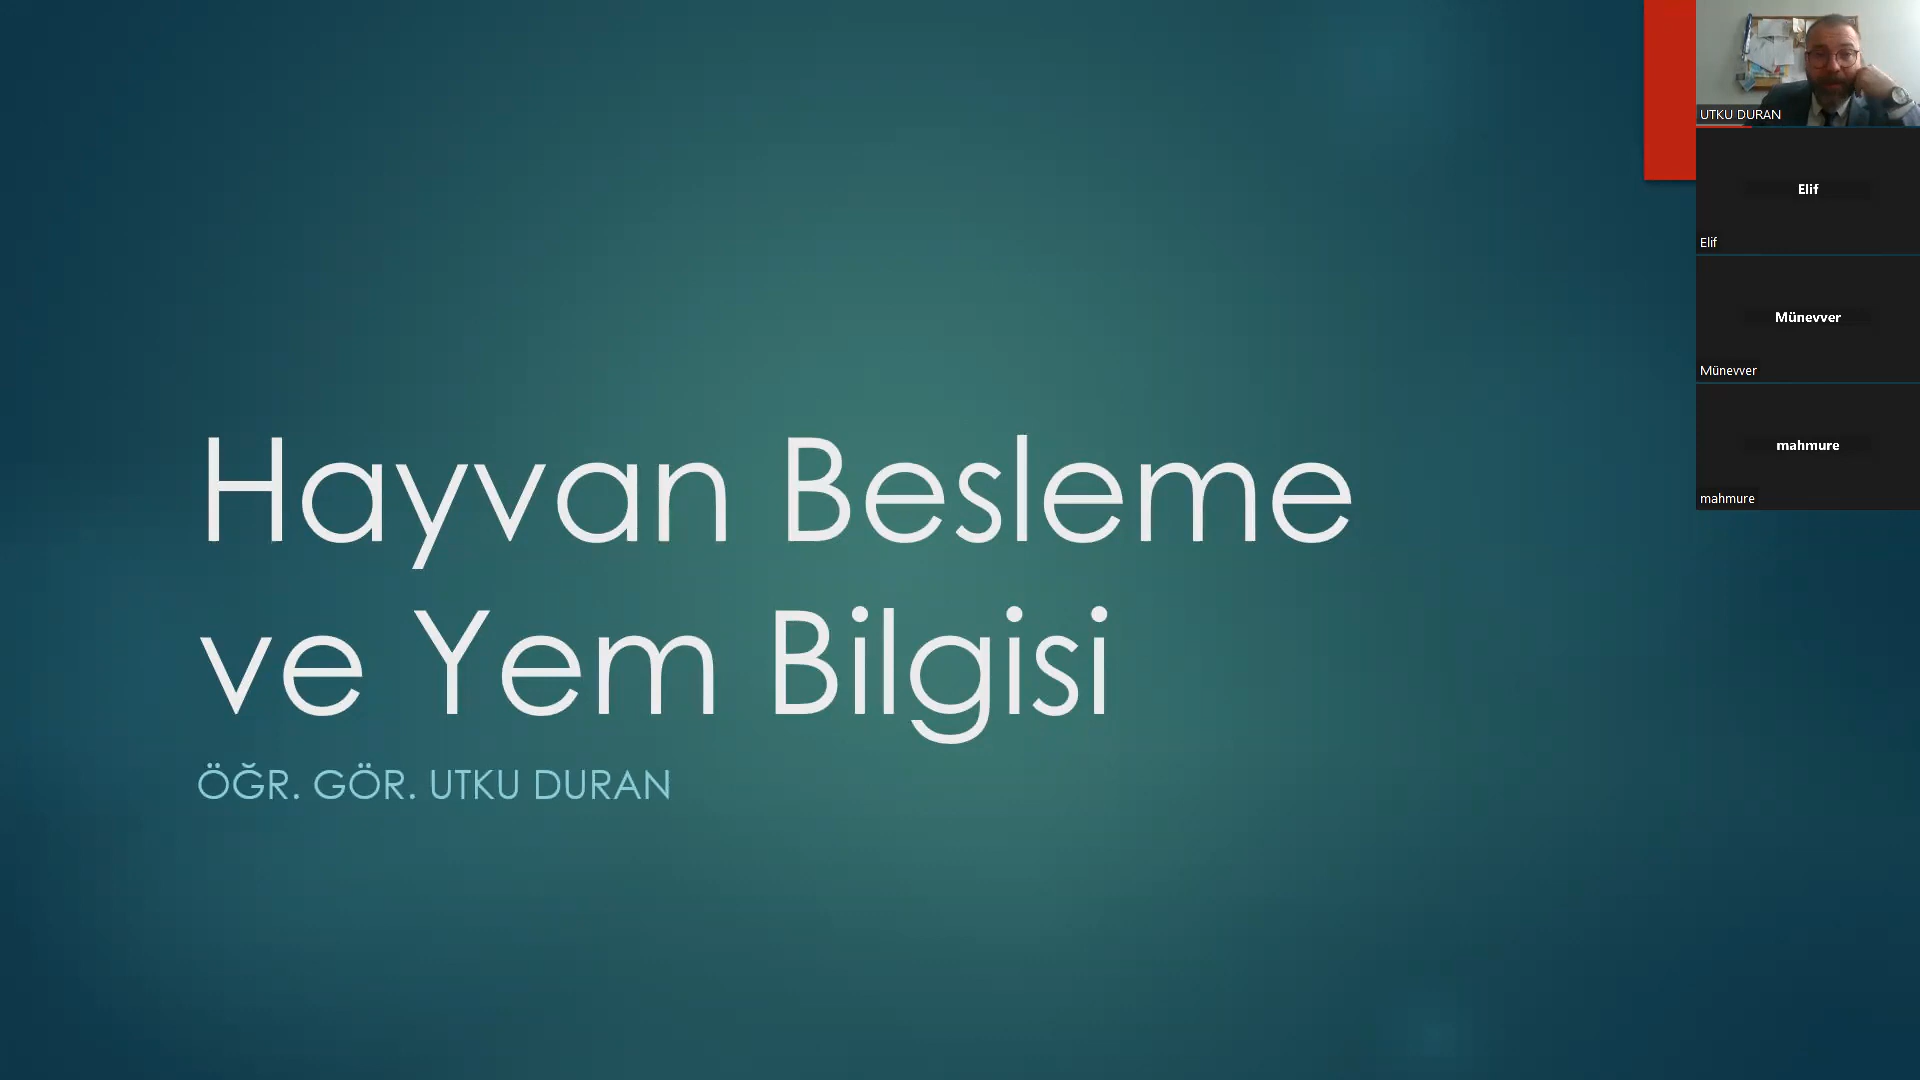 Hayvan Besleme
ve Yem Bilgisi
ÖĞR. GÖR. UTKU DURAN
UTKU DURAN
Elif
Elif
Münevver
Münevver
mahmure
mahmure